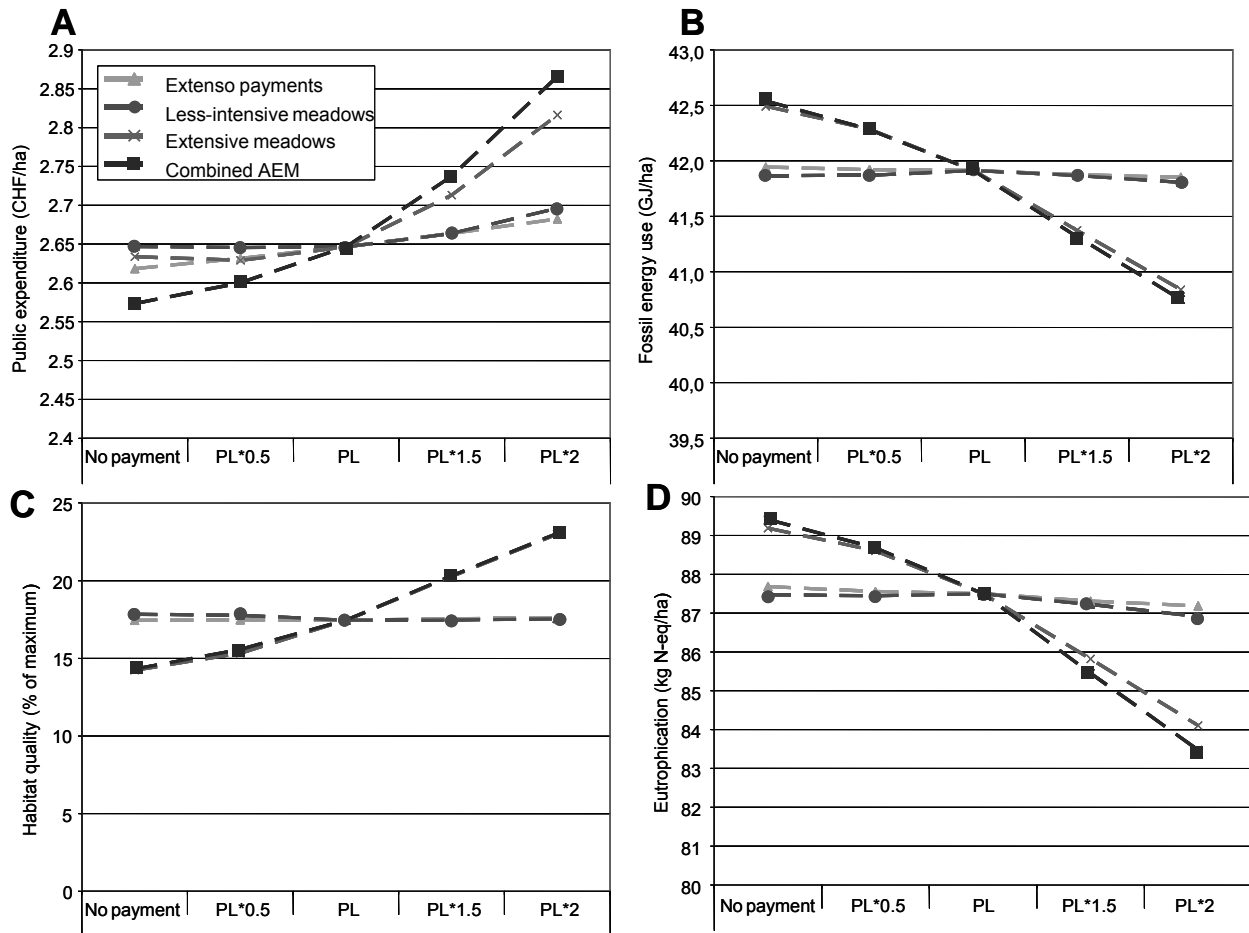 A
Public expenditure (CHF/ha)
2.9
2.85
2.8
2.75
2.7
2.65
2.6
2.55
2.5
2.45
2.4
Extenso payments
Less-intensive meadows
Extensive meadows
Combined AEM
No payment PL*0.5 PL PL*1.5 PL*2
B
Fossil energy use (GJ/ha)
43,0
42,5
42,0
41,5
41,0
40,5
40,0
39,5
No payment PL*0.5 PL PL*1.5 PL*2
C
Habitat quality (% of maximum)
25
20
15
10
5
0
No payment PL*0.5 PL PL*1.5 PL*2
D
Eutrophication (kg N-eq/ha)
90
89
88
87
86
85
84
83
82
81
80
No payment PL*0.5 PL PL*1.5 PL*2